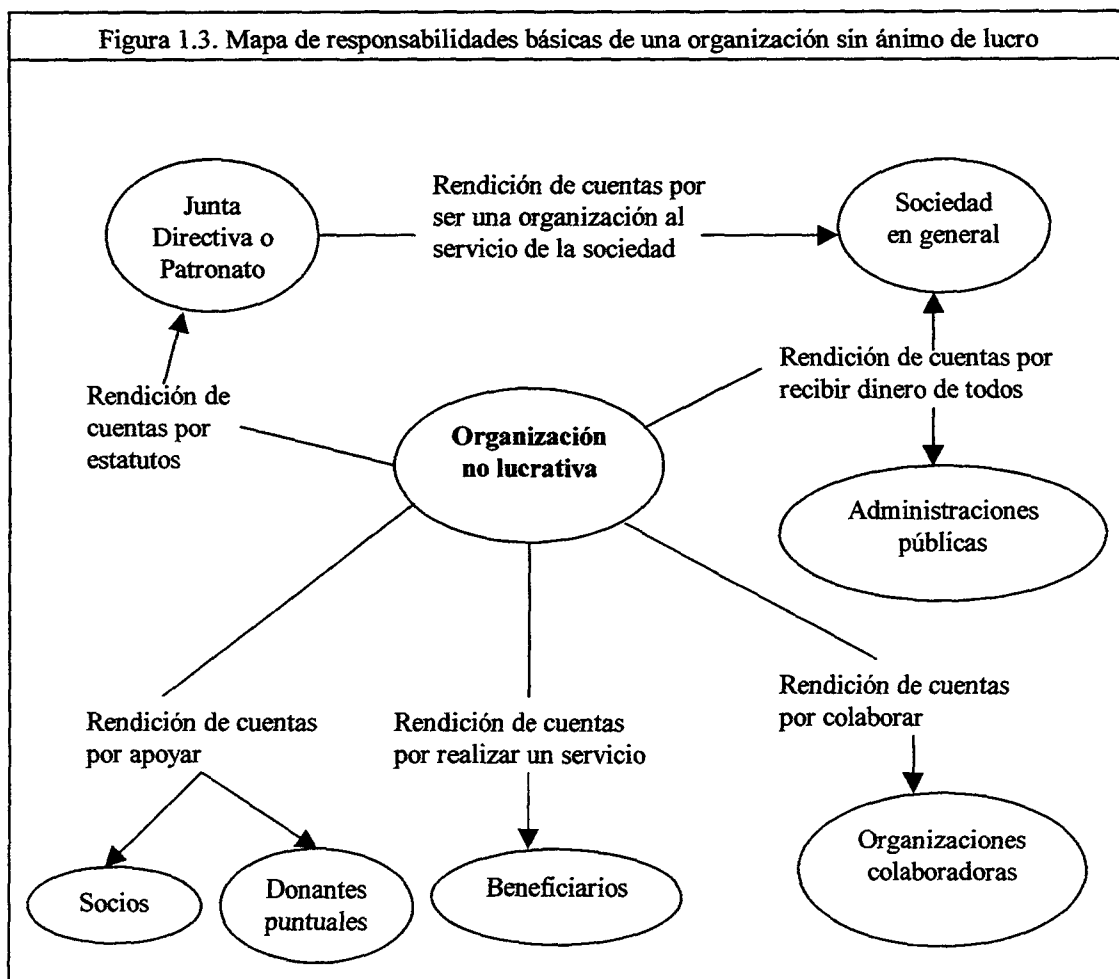 Figura 1.3. Mapa de responsabilidades básicas de una organización sin ánimo de lucro
Junta
Directiva o
Patronato
Rendición de cuentas por
ser una organización al
servicio de la sociedad
Sociedad
en general
Rendición de cuentas por
recibir dinero de todos
Rendición de
cuentas por
estatutos
Organización
no lucrativa
Administraciones
públicas
Rendición de cuentas
por colaborar
Rendición de cuentas
por apoyar
Rendición de cuentas
por realizar un servicio
Organizaciones
colaboradoras
Socios
Donantes
puntuales
Beneficiarios